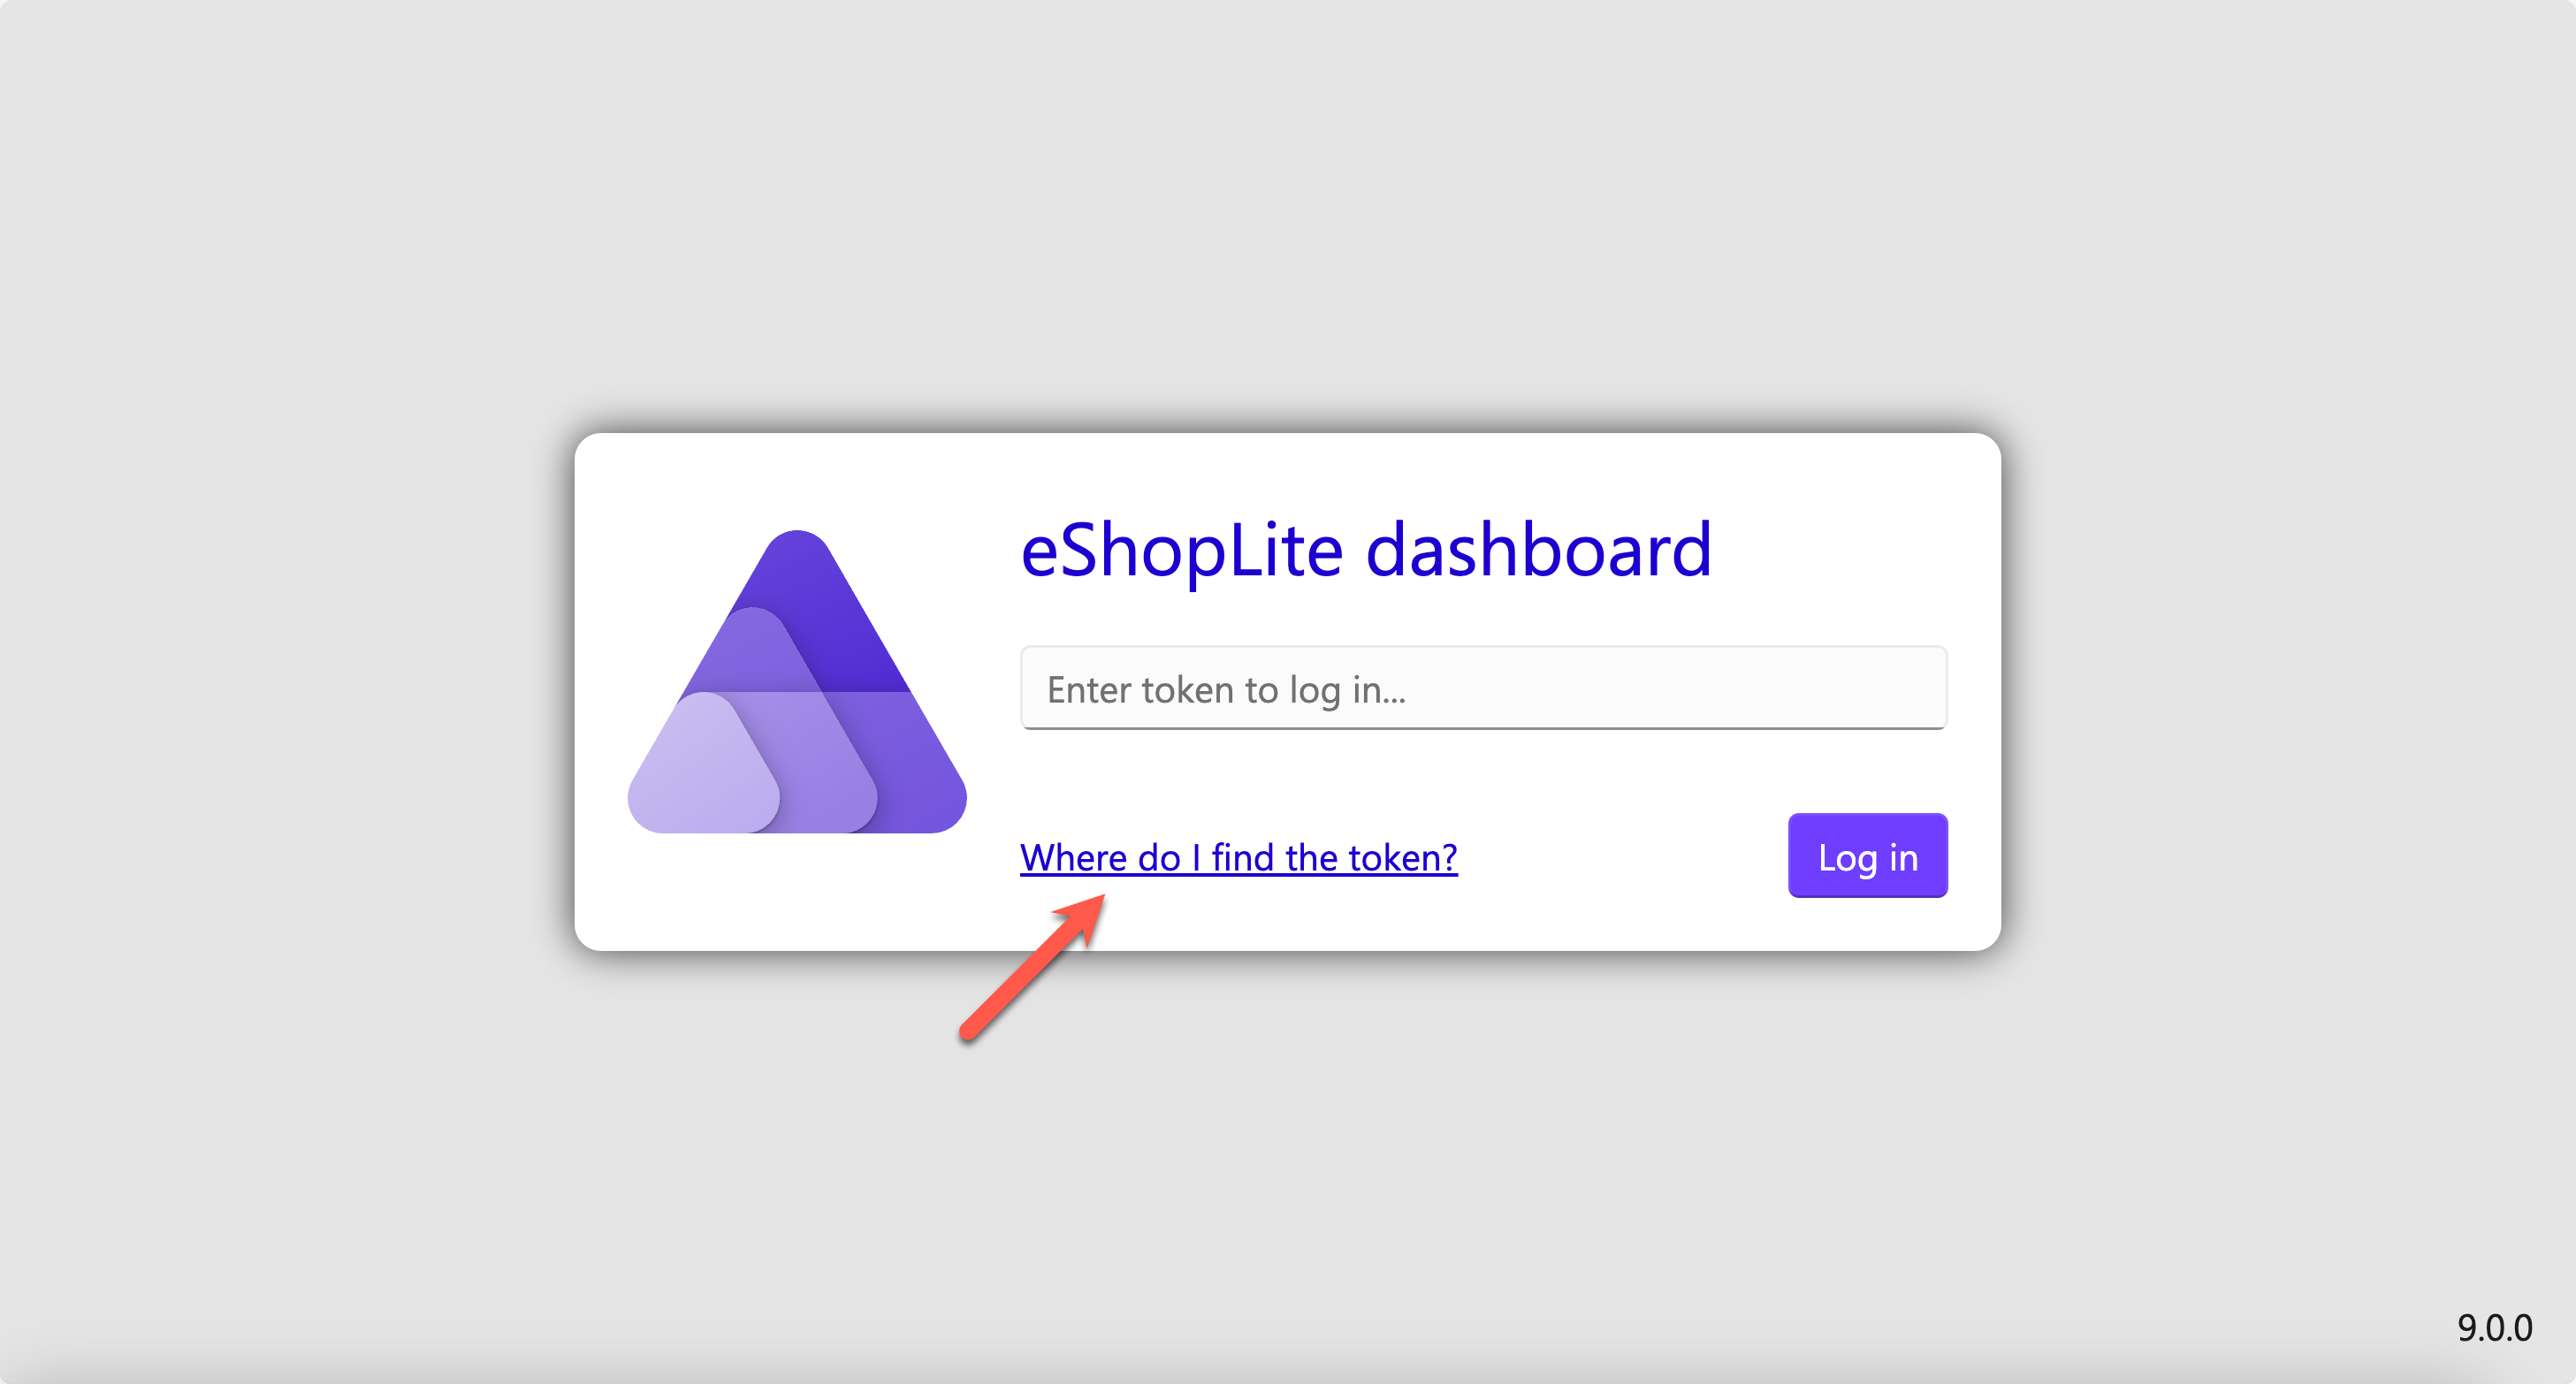 eShopLite dashboard
Enter token to log in...
Where do I find the token?
Log in
9.0.0